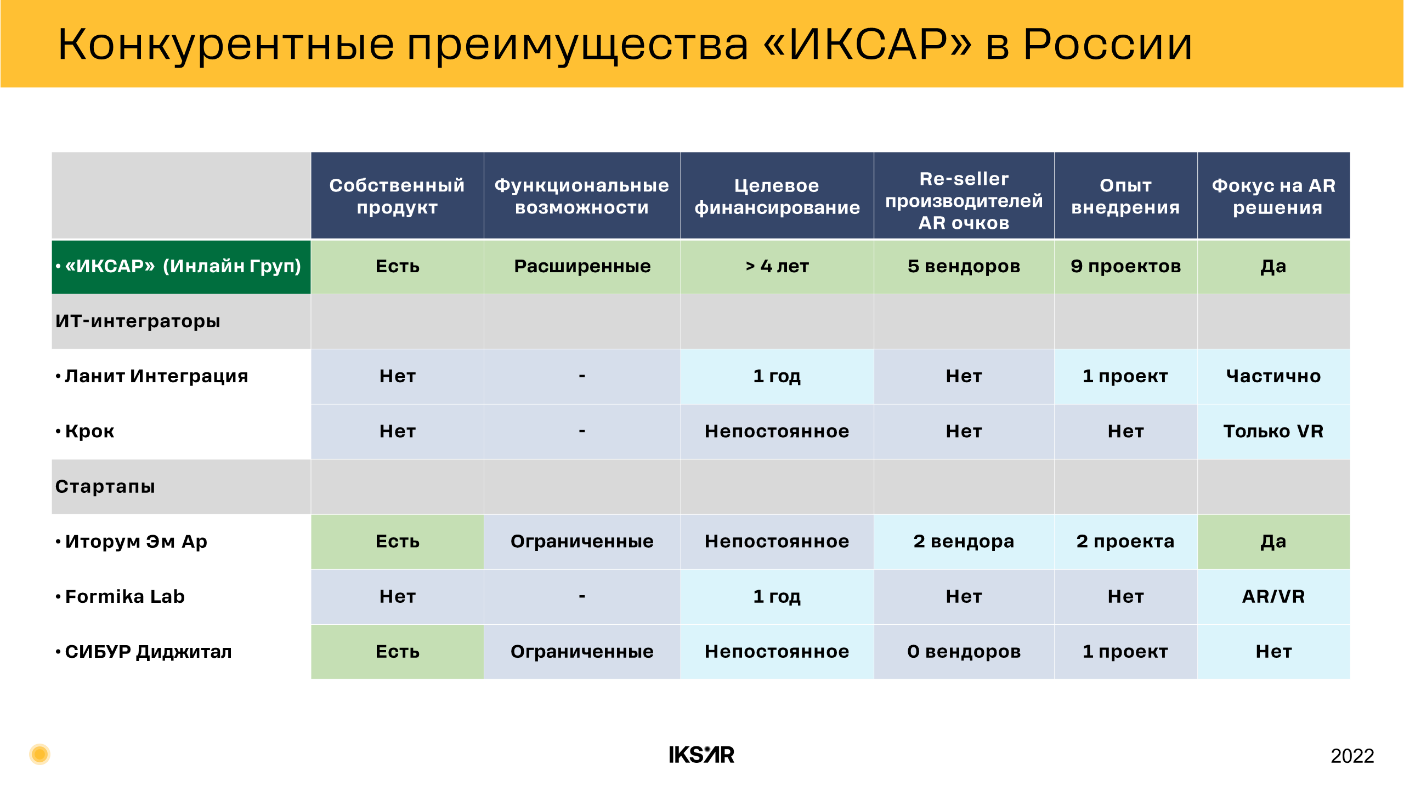 Конкурентные преимущества «ИКСАР» в России
Собственный продукт
Функциональные возможности
Целевое финансирование
Re-seller производителей AR очков
Опыт внедрения
Фокус на AR решения
• «ИКСАР» (Инлайн Груп) Есть Расширенные > 4 лет 5 вендоров 9 проектов Да
ИТ-интеграторы
• Ланит Интеграция Нет - 1 год Нет 1 проект Частично
• Крок Нет - Непостоянное Нет Нет Только VR
Стартапы
• Иторум Эм Ар Есть Ограниченные Непостоянное 2 вендора 2 проекта Да
• Formika Lab Нет - 1 год Нет Нет AR/VR
• СИБУР Диджитал Есть Ограниченные Непостоянное 0 вендоров 1 проект Нет
IKSAR
2022